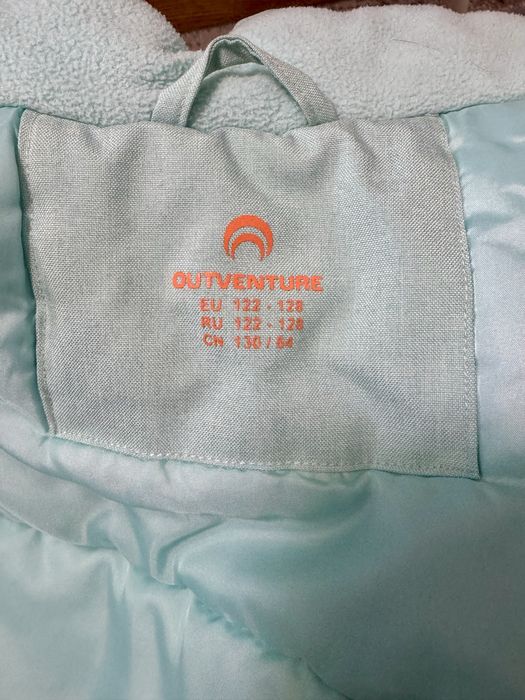 OUTVENTURE
EU 122 - 128
RU 122 - 128
CN 130 / 64